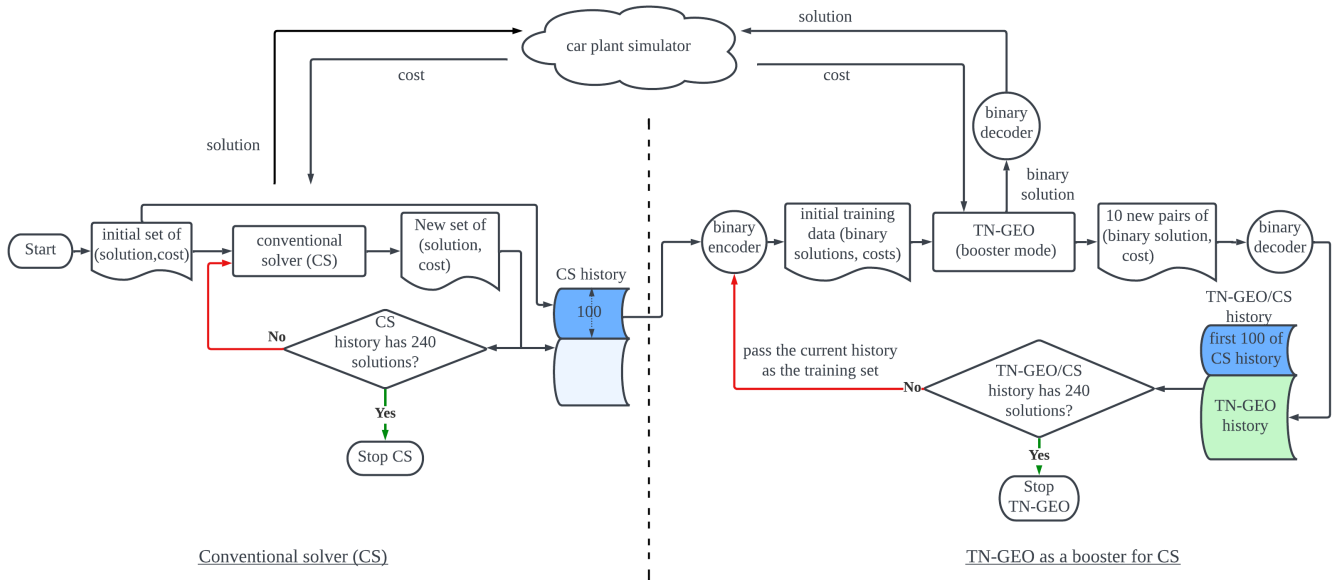 solution
car plant simulator
cost
cost
binary
decoder
solution
binary
solution
Start
initial set of
(solution,cost)
conventional
solver (CS)
New set of
(solution,
cost)
CS history
100
CS
history has 240
solutions?
No
Yes
Stop CS
binary
encoder
initial training
data (binary
solutions, costs)
TN-GEO
(booster mode)
10 new pairs of
(binary solution,
cost)
binary
decoder
TN-GEO/CS
history
first 100 of
CS history
TN-GEO
history
pass the current history
as the training set
TN-GEO/CS
history has 240
solutions?
No
Yes
Stop
TN-GEO
Conventional solver (CS)
TN-GEO as a booster for CS